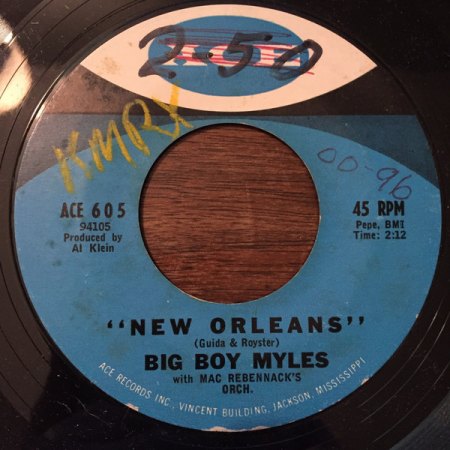 ACE
2-50
KMRX
00-96
ACE 605
94105
Produced by
Al Klein
45 RPM
Pepe, BMI
Time: 2:12
"NEW ORLEANS"
(Guida & Royster)
BIG BOY MYLES
with MAC REBENNACK'S
ORCH.
ACE RECORDS INC., VINCENT BUILDING, JACKSON, MISSISSIPPI